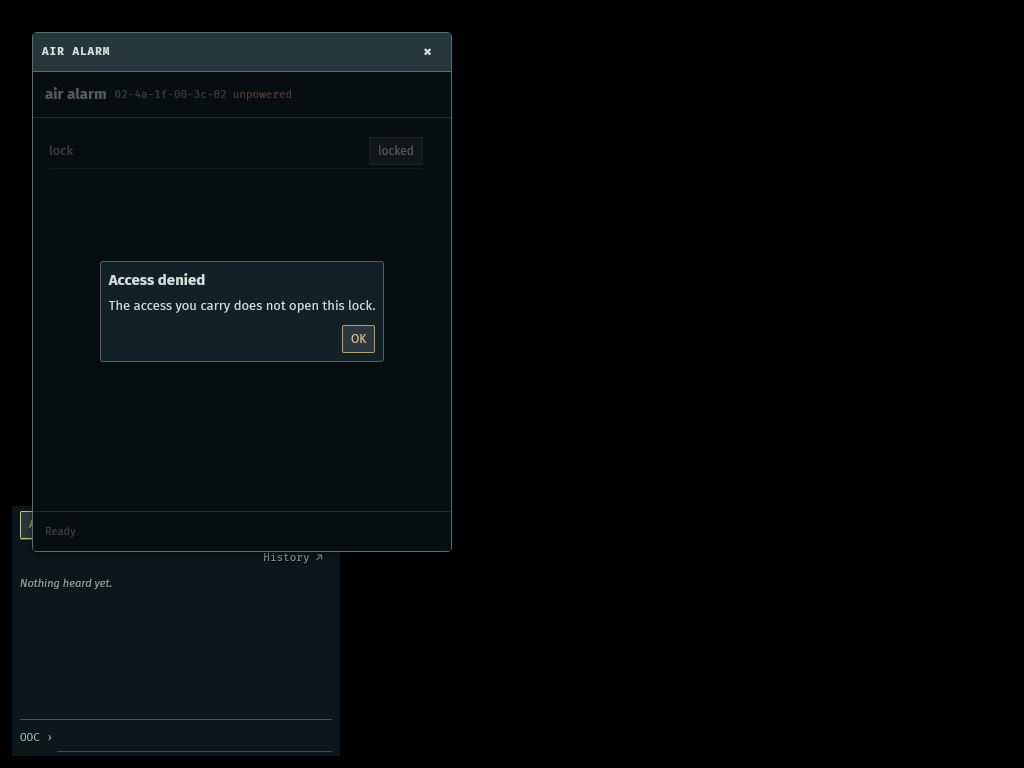 AIR ALARM ✖
air alarm 02-4a-1f-00-3c-02 unpowered
lock locked
Access denied
The access you carry does not open this lock.
OK
Ready
History ↗
Nothing heard yet.
OOC ›